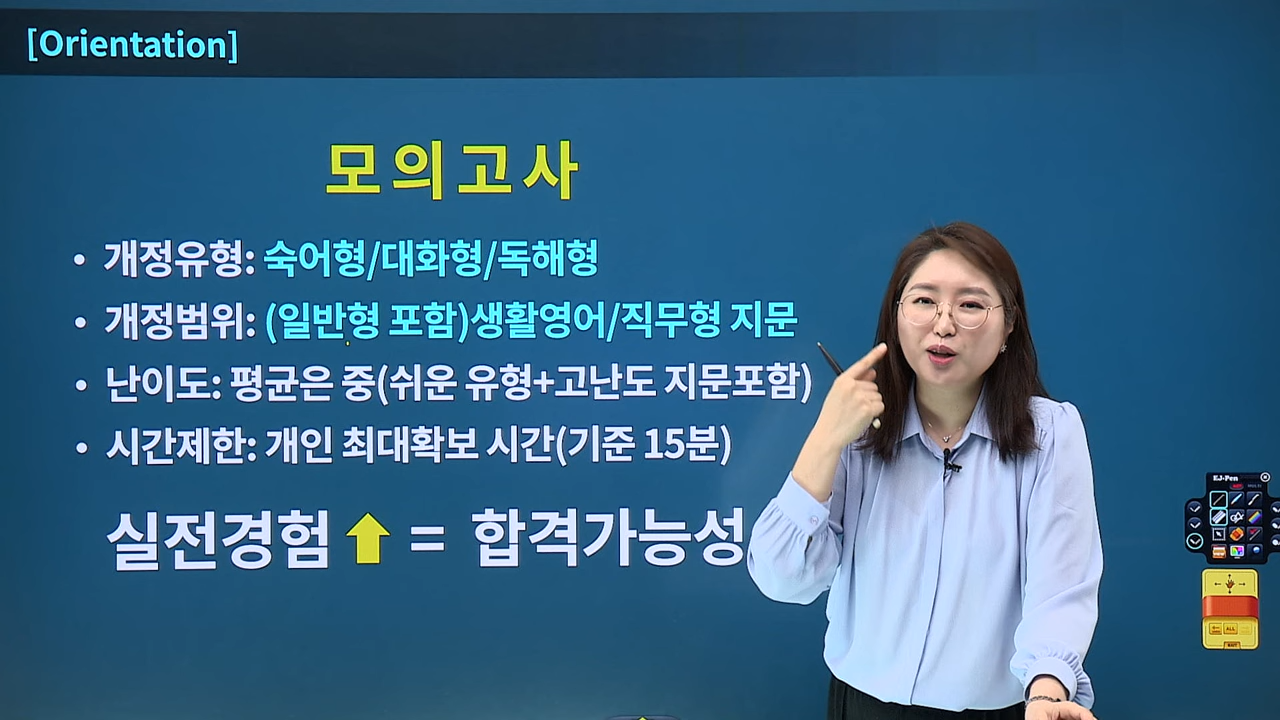 [Orientation]
모의고사
• 개정유형: 숙어형/대화형/독해형
• 개정범위: (일반형 포함)생활영어/직무형 지문
• 난이도: 평균은 중(쉬운 유형+고난도 지문포함)
• 시간제한: 개인 최대확보 시간(기준 15분)
실전경험 = 합격가능성
EJ-Pen
ALL
EXIT